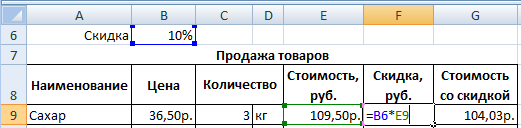 A B C D E F G
6 Скидка 10%
7 Продажа товаров
8 Наименование Цена Количество Стоимость, руб. Скидка, руб. Стоимость со скидкой
9 Сахар 36,50р. 3 кг 109,50р. =B6*E9 104,03р.